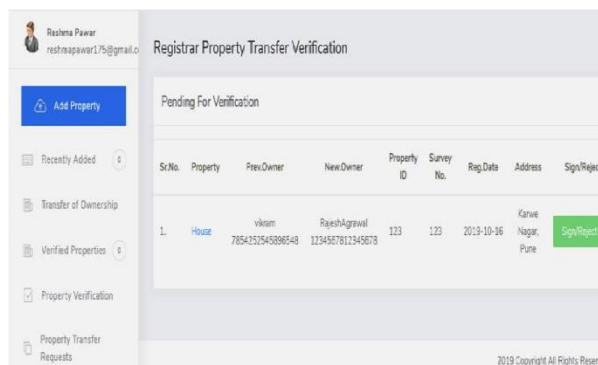 Reshma Pawar
reshmapawar175@gmail.c
Registrar Property Transfer Verification
Add Property
Pending For Verification
Recently Added 0
Sr.No. Property Prev.Owner New.Owner Property ID Survey No. Reg.Date Address Sign/Rejec
Transfer of Ownership
1. House vikram 7854252545896548 RajeshAgrawal 1234567812345678 123 123 2019-10-16 Karwe Nagar, Pune Sign/Reject
Verified Properties 0
Property Verification
Property Transfer
Requests
2019 Copyright All Rights Reser